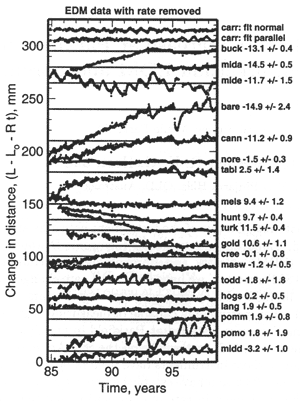 EDM data with rate removed
Change in distance, (L - Lo - R t), mm
300
250
200
150
100
50
0
85
90
95
Time, years
carr: fit normal
carr: fit parallel
buck -13.1 +/- 0.4
mida -14.5 +/- 0.5
mide -11.7 +/- 1.5
bare -14.9 +/- 2.4
cann -11.2 +/- 0.9
nore -1.5 +/- 0.3
tabl 2.5 +/- 1.4
mels 9.4 +/- 1.2
hunt 9.7 +/- 0.4
turk 11.5 +/- 0.4
gold 10.6 +/- 1.1
cree -0.1 +/- 0.8
masw -1.2 +/- 0.5
todd -1.8 +/- 1.8
hogs 0.2 +/- 0.5
lang 1.9 +/- 0.5
pomm 1.9 +/- 0.8
pomo 1.8 +/- 1.9
midd -3.2 +/- 1.0